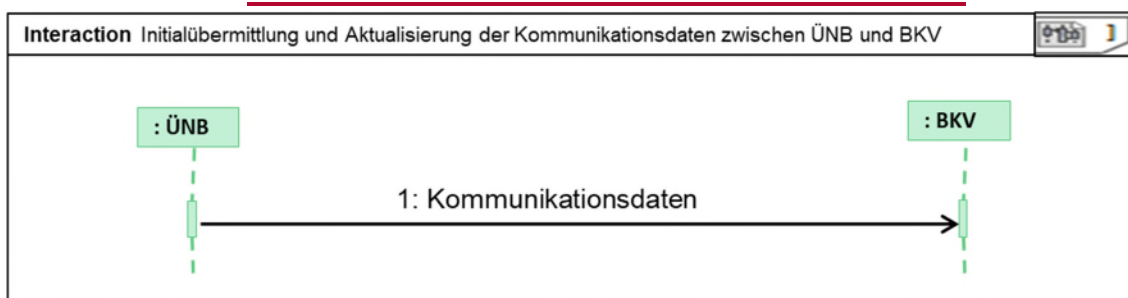 Interaction Initialübermittlung und Aktualisierung der Kommunikationsdaten zwischen ÜNB und BKV
: ÜNB
: BKV
1: Kommunikationsdaten